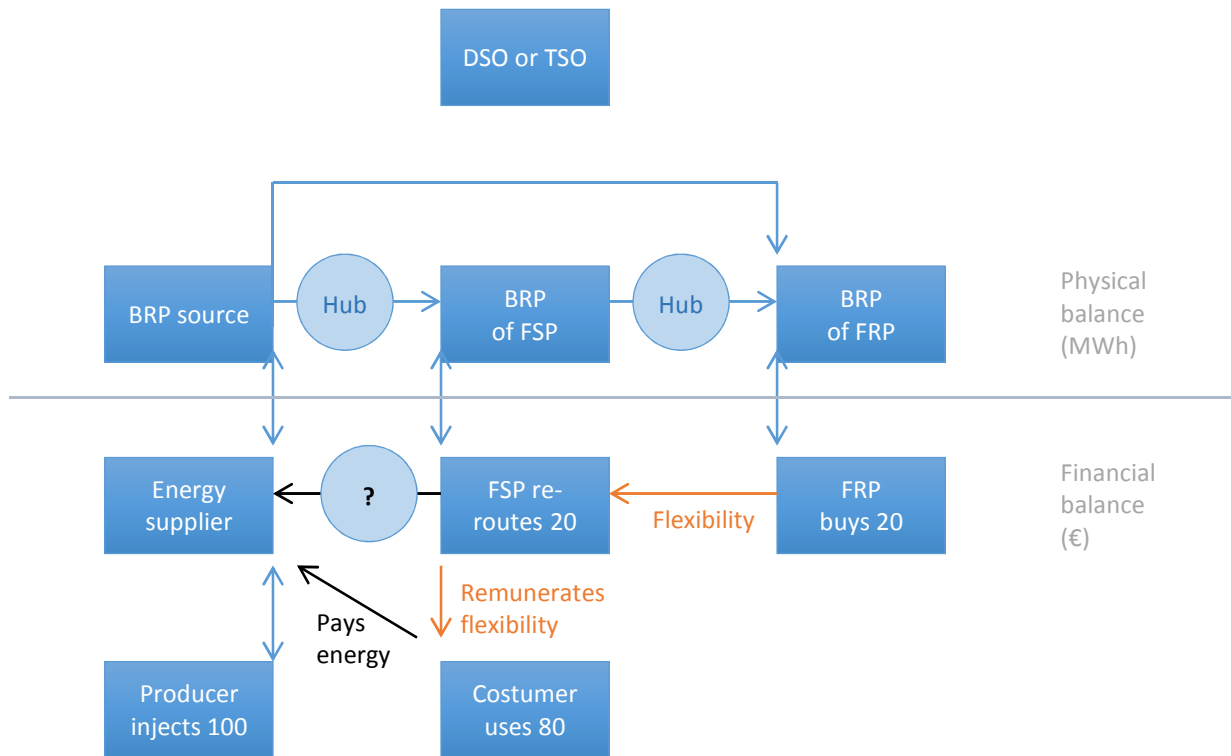 DSO or TSO
BRP source
Hub
BRP
of FSP
Hub
BRP
of FRP
Physical
balance
(MWh)
Energy
supplier
?
FSP re-
routes 20
Flexibility
FRP
buys 20
Financial
balance
(€)
Pays
energy
Remunerates
flexibility
Producer
injects 100
Costumer
uses 80